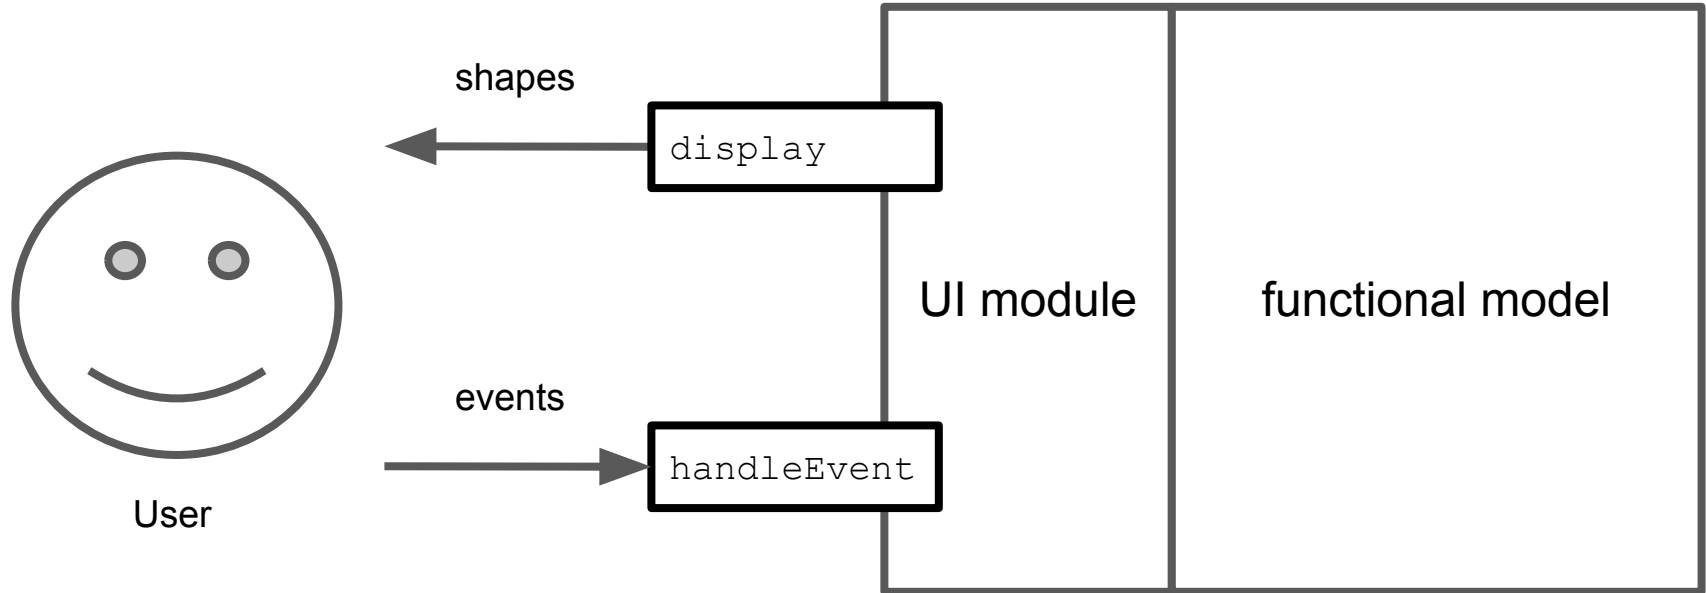 shapes
display
UI module
functional model
events
handleEvent
User